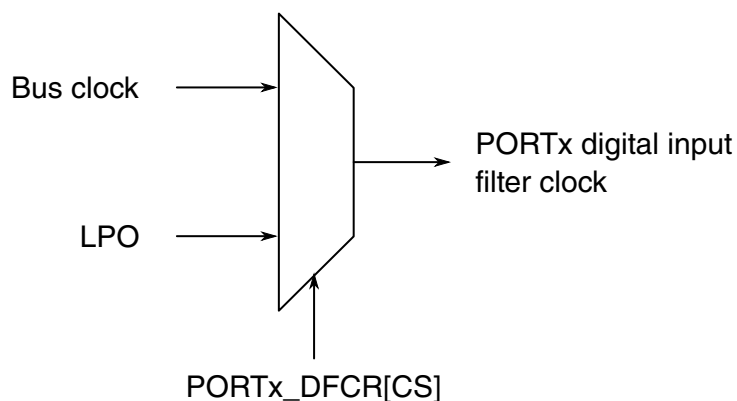 Bus clock
PORTx digital input
filter clock
LPO
PORTx_DFCR[CS]